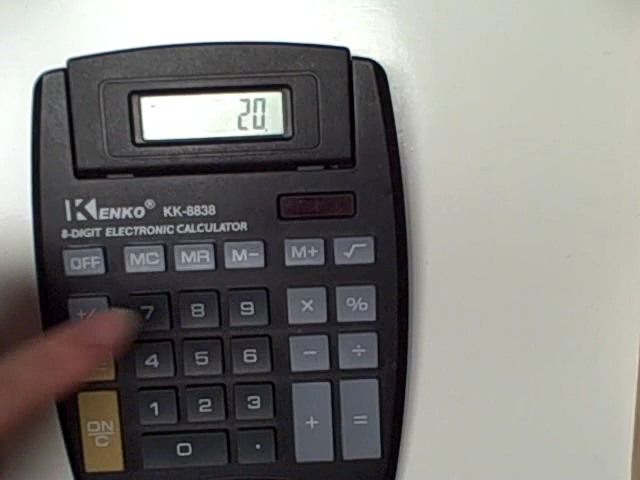 20.
KENKO® KK-8838
8-DIGIT ELECTRONIC CALCULATOR
OFF MC MR M- M+ √
+/- 7 8 9 × %
4 5 6 - ÷
1 2 3
ON/C 0 . + =